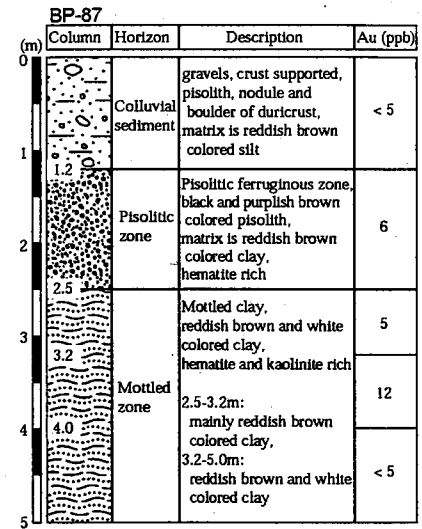 BP-87
(m) Column Horizon Description Au (ppb)
0
gravels, crust supported,
pisolith, nodule and
boulder of duricrust,
matrix is reddish brown
colored silt
Colluvial
sediment
< 5
1
1.2
Pisolitic ferruginous zone,
black and purplish brown
colored pisolith,
matrix is reddish brown
colored clay,
hematite rich
Pisolitic
zone
6
2
2.5
Mottled clay,
reddish brown and white
colored clay,
hematite and kaolinite rich
5
3
3.2
Mottled
zone
12
2.5-3.2m:
mainly reddish brown
colored clay,
4
4.0
3.2-5.0m:
reddish brown and white
colored clay
< 5
5